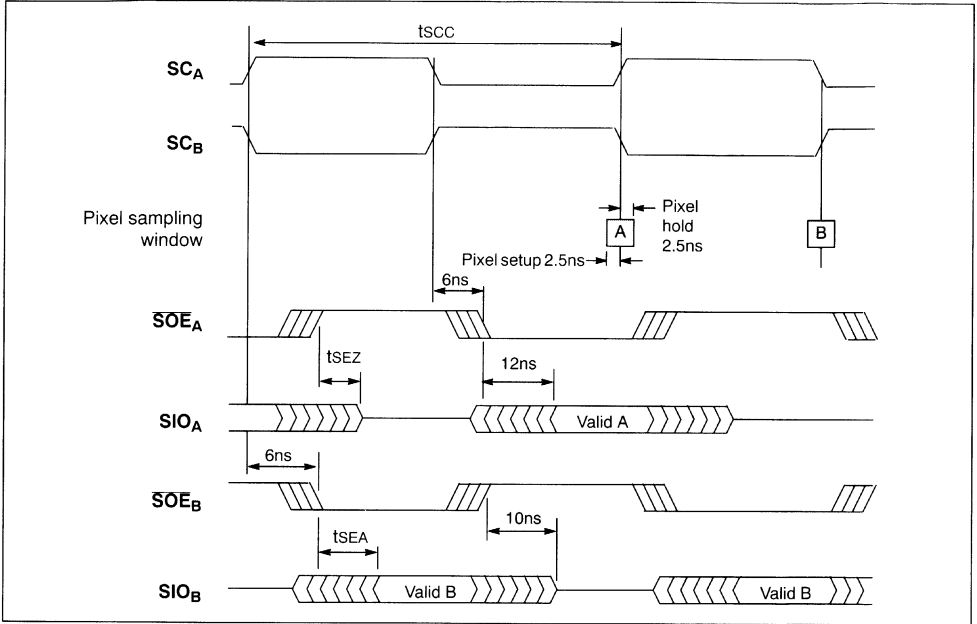 tSCC
SCA
SCB
Pixel sampling
window
A
Pixel
hold
2.5ns
B
Pixel setup 2.5ns
6ns
SOEA
tSEZ
12ns
SIOA
Valid A
6ns
SOEB
tSEA
10ns
SIOB
Valid B
Valid B